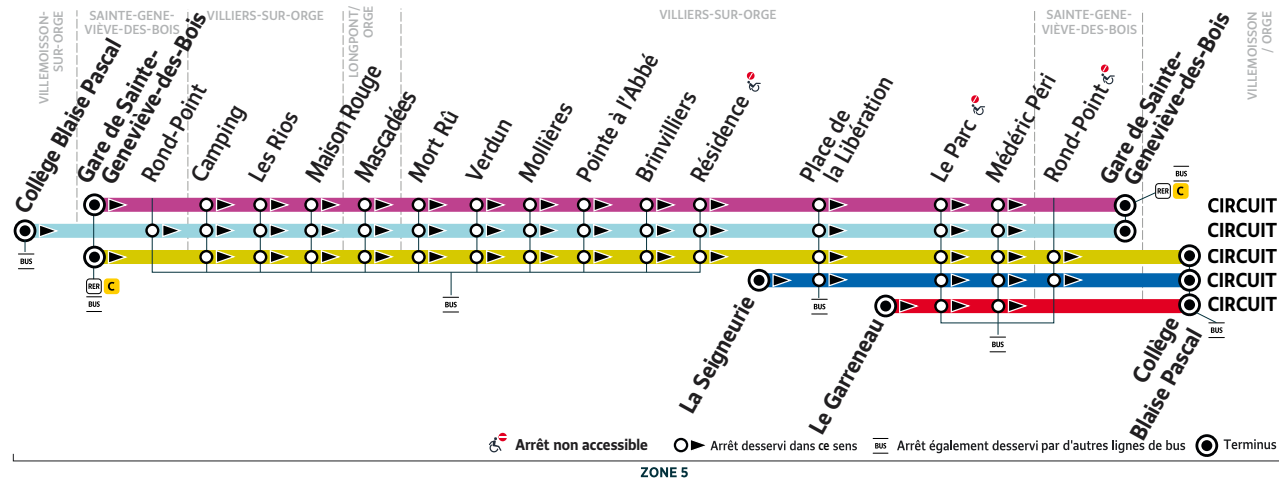 VILLEMOISSON-
SUR-ORGE
SAINTE-GENE-
VIÈVE-DES-BOIS
VILLIERS-SUR-ORGE
LONGPONT/
ORGE
VILLIERS-SUR-ORGE
SAINTE-GENE-
VIÈVE-DES-BOIS
VILLEMOISSON
/ ORGE
Collège Blaise Pascal
Gare de Sainte-
Geneviève-des-Bois
Rond-Point
Camping
Les Rios
Maison Rouge
Mascadées
Mort Rû
Verdun
Mollières
Pointe à l'Abbé
Brinvilliers
Résidence
Place de
la Libération
Le Parc
Médéric Péri
Rond-Point
Gare de Sainte-
Geneviève-des-Bois
BUS
RER C
CIRCUIT
CIRCUIT
CIRCUIT
CIRCUIT
CIRCUIT
BUS
RER C
BUS
BUS
BUS
BUS
BUS
La Seigneurie
Le Garreneau
Collège
Blaise Pascal
Arrêt non accessible
Arrêt desservi dans ce sens
BUS Arrêt également desservi par d'autres lignes de bus
Terminus
ZONE 5